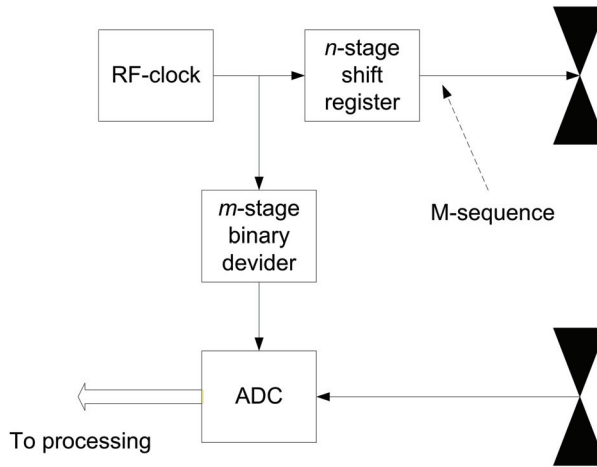 RF-clock
n-stage
shift
register
M-sequence
m-stage
binary
devider
ADC
To processing